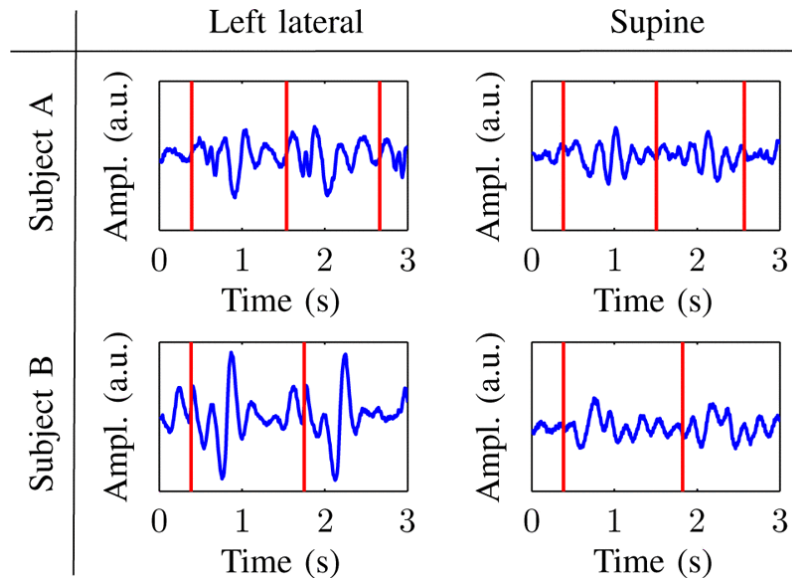 Left lateral Supine
Subject A
Ampl. (a.u.)
0 1 2 3
Time (s)
Ampl. (a.u.)
0 1 2 3
Time (s)
Subject B
Ampl. (a.u.)
0 1 2 3
Time (s)
Ampl. (a.u.)
0 1 2 3
Time (s)